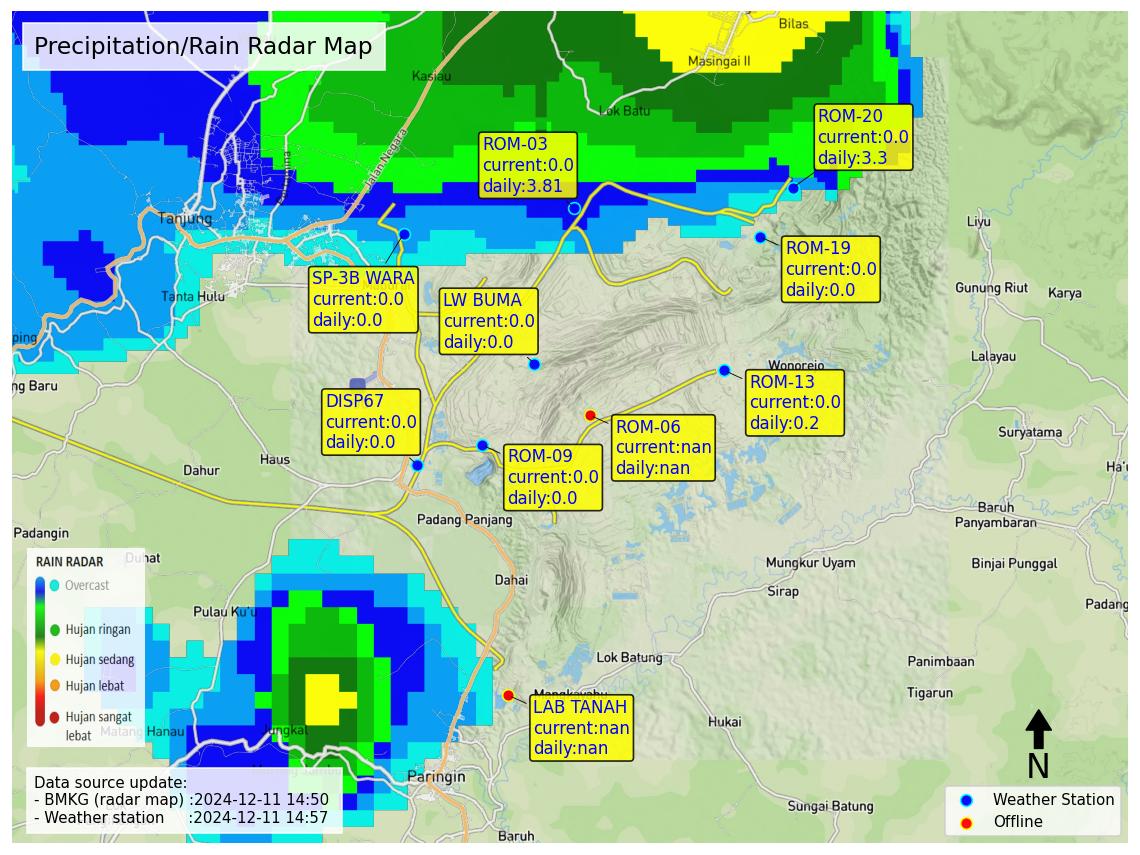 Precipitation/Rain Radar Map
Bilas
Masingai II
Kasiau
Lok Batu
Jalan Negara
ROM-20
current:0.0
daily:3.3
ROM-03
current:0.0
daily:3.81
Tanjung
Liyu
ROM-19
current:0.0
daily:0.0
SP-3B WARA
current:0.0
daily:0.0
LW BUMA
current:0.0
daily:0.0
Tanta Hulu
Gunung Riut
Karya
ping
Lalayau
Wonorejo
ng Baru
ROM-13
current:0.0
daily:0.2
DISP67
current:0.0
daily:0.0
ROM-06
current:nan
daily:nan
Suryatama
ROM-09
current:0.0
daily:0.0
Haus
Dahur
Padang Panjang
Baruh
Panyambaran
Padangin
Mungkur Uyam
Binjai Punggal
Dahai
Sirap
Padang
Pulau Ku'u
RAIN RADAR
Overcast
Hujan ringan
Hujan sedang
Hujan lebat
Hujan sangat
lebat
Lok Batung
Panimbaan
Tigarun
LAB TANAH
current:nan
daily:nan
Hukai
Matang Hanau
Jungkal
Paringin
Sungai Batung
Baruh
Data source update:
- BMKG (radar map) :2024-12-11 14:50
- Weather station :2024-12-11 14:57
N
Weather Station
Offline